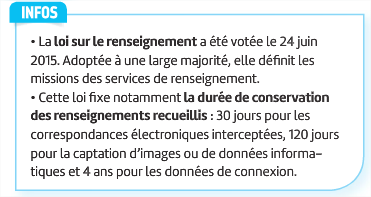 INFOS
• La loi sur le renseignement a été votée le 24 juin
2015. Adoptée à une large majorité, elle définit les
missions des services de renseignement.
• Cette loi fixe notamment la durée de conservation
des renseignements recueillis : 30 jours pour les
correspondances électroniques interceptées, 120 jours
pour la captation d'images ou de données informa-
tiques et 4 ans pour les données de connexion.